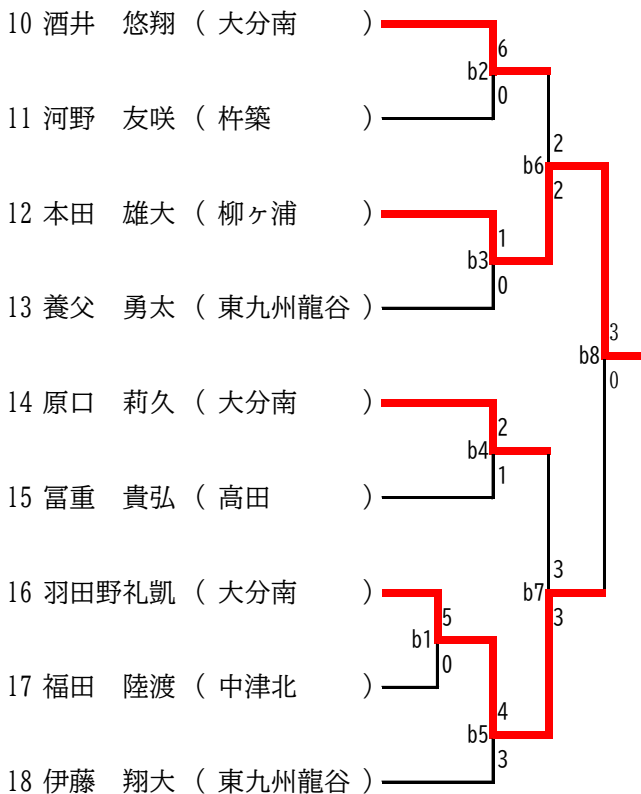 10 酒井　悠翔 ( 大分南 )
6
b2
0
11 河野　友咲 ( 杵築 )
2
b6
2
12 本田　雄大 ( 柳ヶ浦 )
1
b3
0
13 養父　勇太 ( 東九州龍谷 )
3
b8
0
14 原口　莉久 ( 大分南 )
2
b4
1
15 冨重　貴弘 ( 高田 )
3
b7
3
16 羽田野礼凱 ( 大分南 )
5
b1
0
17 福田　陸渡 ( 中津北 )
4
b5
3
18 伊藤　翔大 ( 東九州龍谷 )